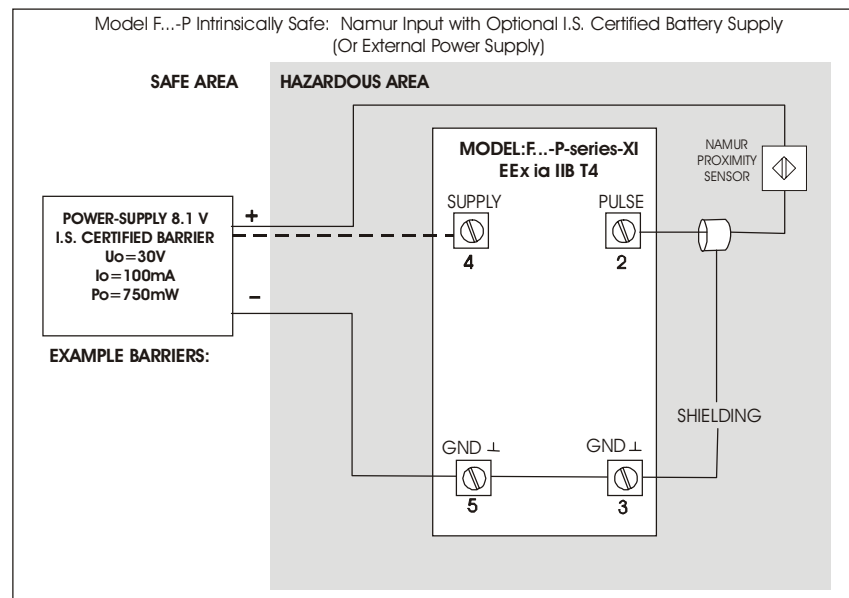 Model F...-P Intrinsically Safe: Namur Input with Optional I.S. Certified Battery Supply
(Or External Power Supply)
SAFE AREA
HAZARDOUS AREA
MODEL:F...-P-series-XI
EEx ia IIB T4
NAMUR
PROXIMITY
SENSOR
SUPPLY
PULSE
4
2
POWER-SUPPLY 8.1 V
I.S. CERTIFIED BARRIER
Uo=30V
Io=100mA
Po=750mW
+
–
EXAMPLE BARRIERS:
SHIELDING
GND ⊥
GND ⊥
5
3